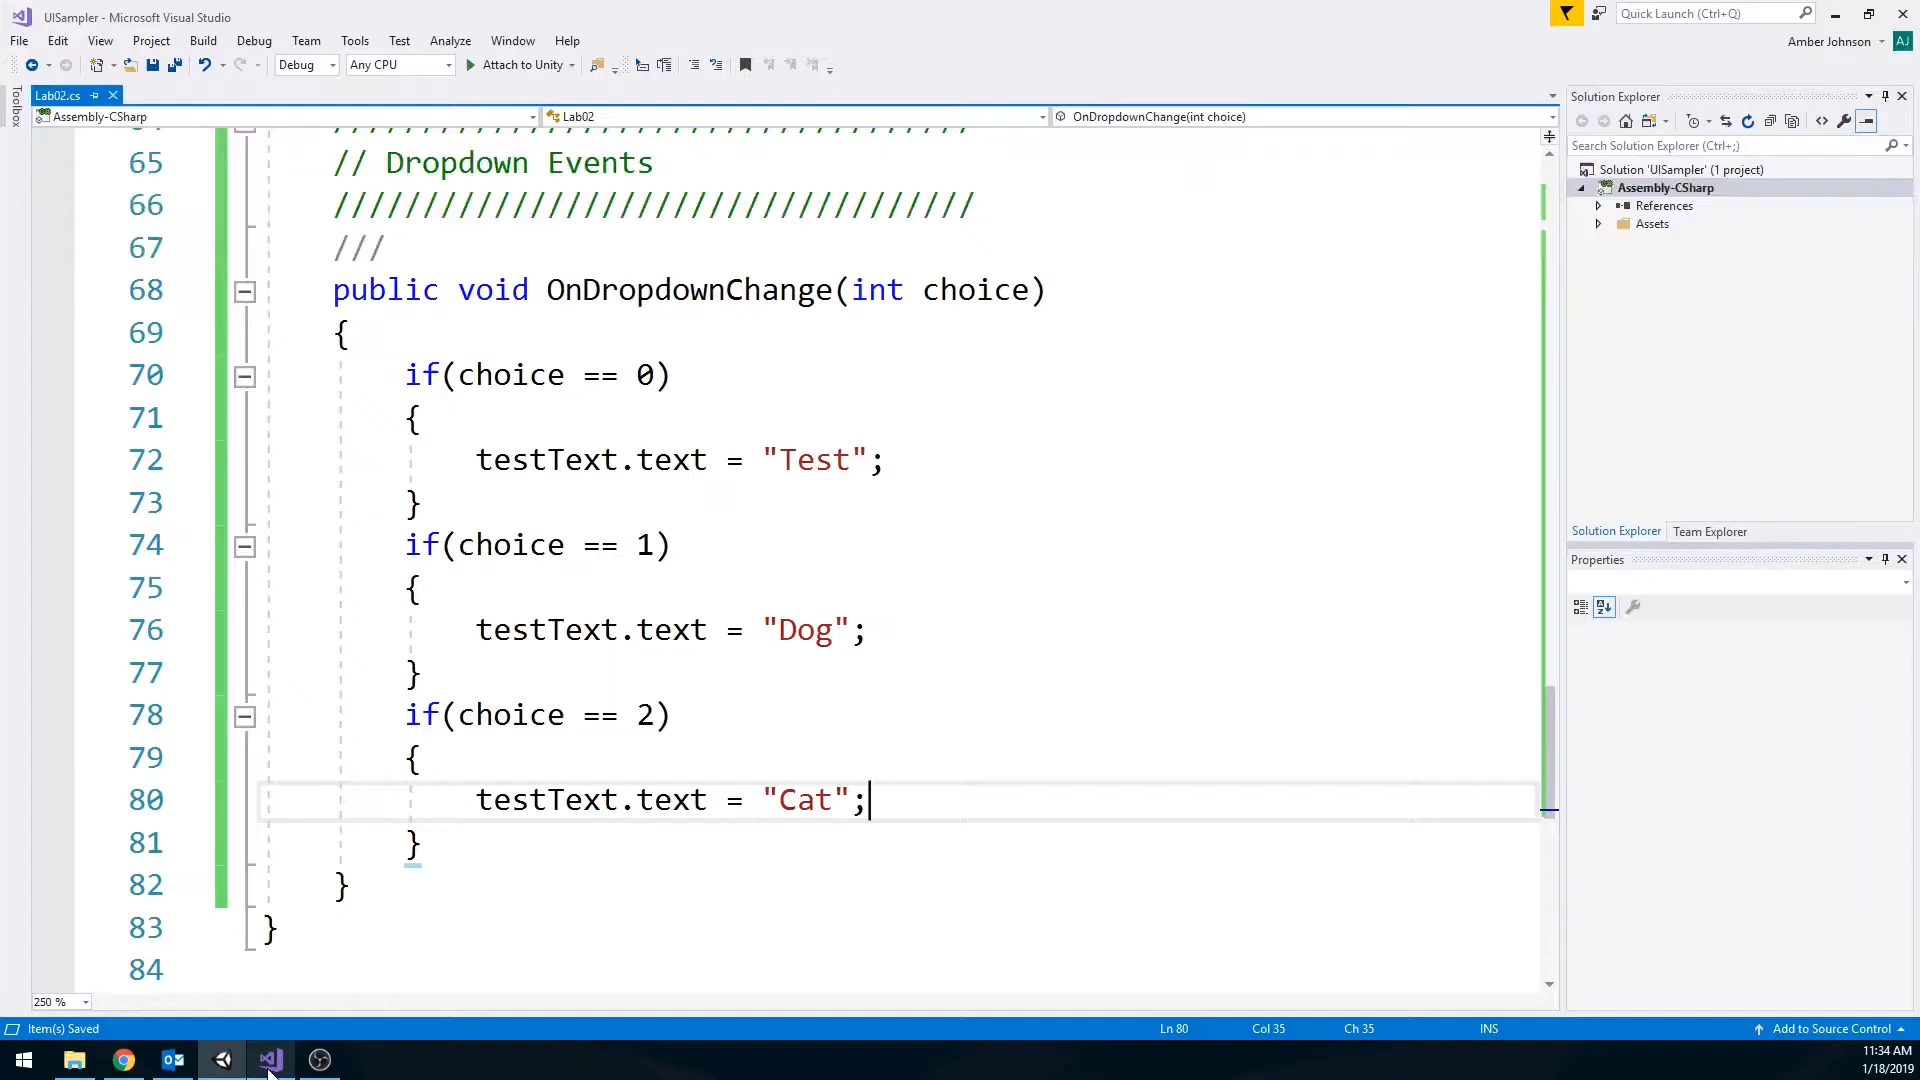 UISampler - Microsoft Visual Studio
Quick Launch (Ctrl+Q)
File Edit View Project Build Debug Team Tools Test Analyze Window Help
Amber Johnson AJ
Debug Any CPU Attach to Unity
Toolbox
Lab02.cs
Assembly-CSharp Lab02 OnDropdownChange(int choice)
65 // Dropdown Events
66 ////////////////////////////////////
67 ///
68 public void OnDropdownChange(int choice)
69 {
70 if(choice == 0)
71 {
72 testText.text = "Test";
73 }
74 if(choice == 1)
75 {
76 testText.text = "Dog";
77 }
78 if(choice == 2)
79 {
80 testText.text = "Cat";
81 }
82 }
83 }
84
250 %
Solution Explorer
Search Solution Explorer (Ctrl+;)
Solution 'UISampler' (1 project)
Assembly-CSharp
References
Assets
Solution Explorer Team Explorer
Properties
Item(s) Saved Ln 80 Col 35 Ch 35 INS Add to Source Control
11:34 AM
1/18/2019